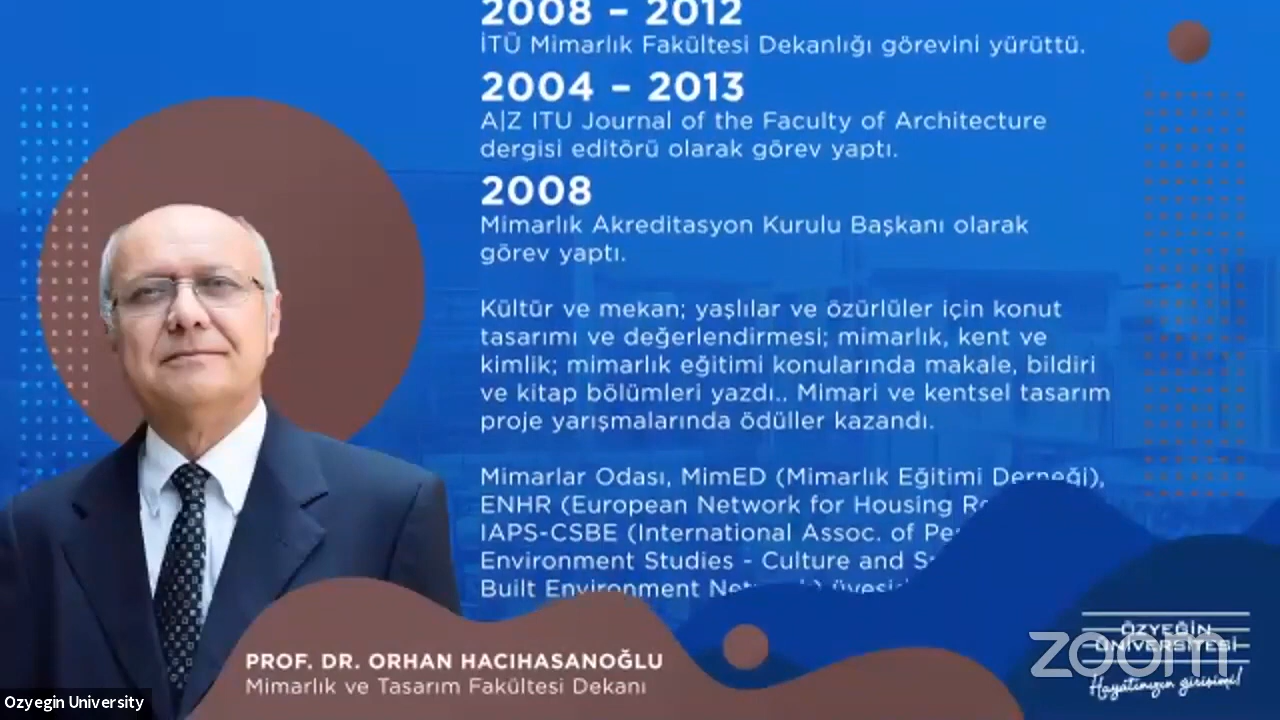 2008 – 2012
İTÜ Mimarlık Fakültesi Dekanlığı görevini yürüttü.
2004 – 2013
A|Z ITU Journal of the Faculty of Architecture
dergisi editörü olarak görev yaptı.
2008
Mimarlık Akreditasyon Kurulu Başkanı olarak
görev yaptı.
Kültür ve mekan; yaşlılar ve özürlüler için konut
tasarımı ve değerlendirmesi; mimarlık, kent ve
kimlik; mimarlık eğitimi konularında makale, bildiri
ve kitap bölümleri yazdı.. Mimari ve kentsel tasarım
proje yarışmalarında ödüller kazandı.
Mimarlar Odası, MimED (Mimarlık Eğitimi Derneği),
ENHR (European Network for Housing
IAPS-CSBE (International Assoc. of
Environment Studies - Culture and
Built Environment
PROF. DR. ORHAN HACIHASANOĞLU
Mimarlık ve Tasarım Fakültesi Dekanı
ÖZYEĞİN
ÜNİVERSİTESİ
Hayatınızın girişimi!
zoom
Ozyegin University